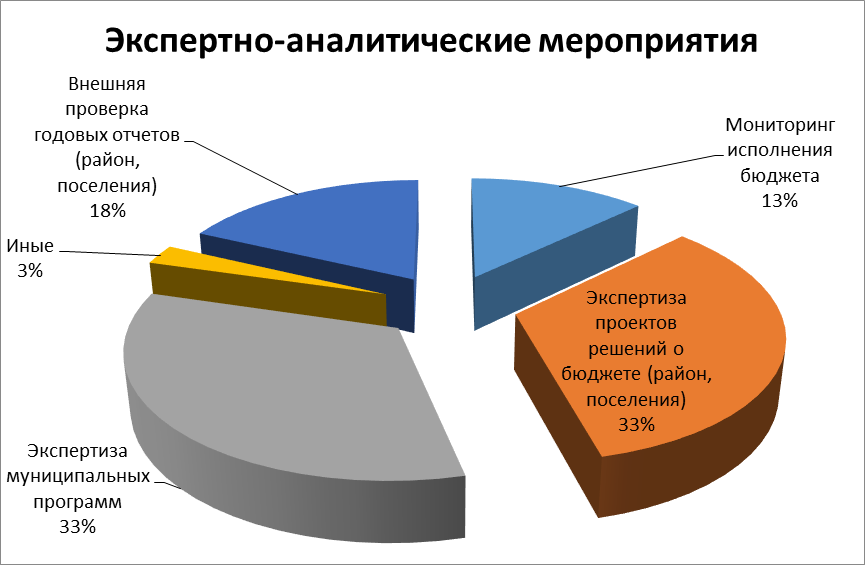 Экспертно-аналитические мероприятия
Внешняя
проверка
годовых отчетов
(район,
поселения)
18%
Мониторинг
исполнения
бюджета
13%
Иные
3%
Экспертиза
проектов
решений о
бюджете (район,
поселения)
33%
Экспертиза
муниципальных
программ
33%